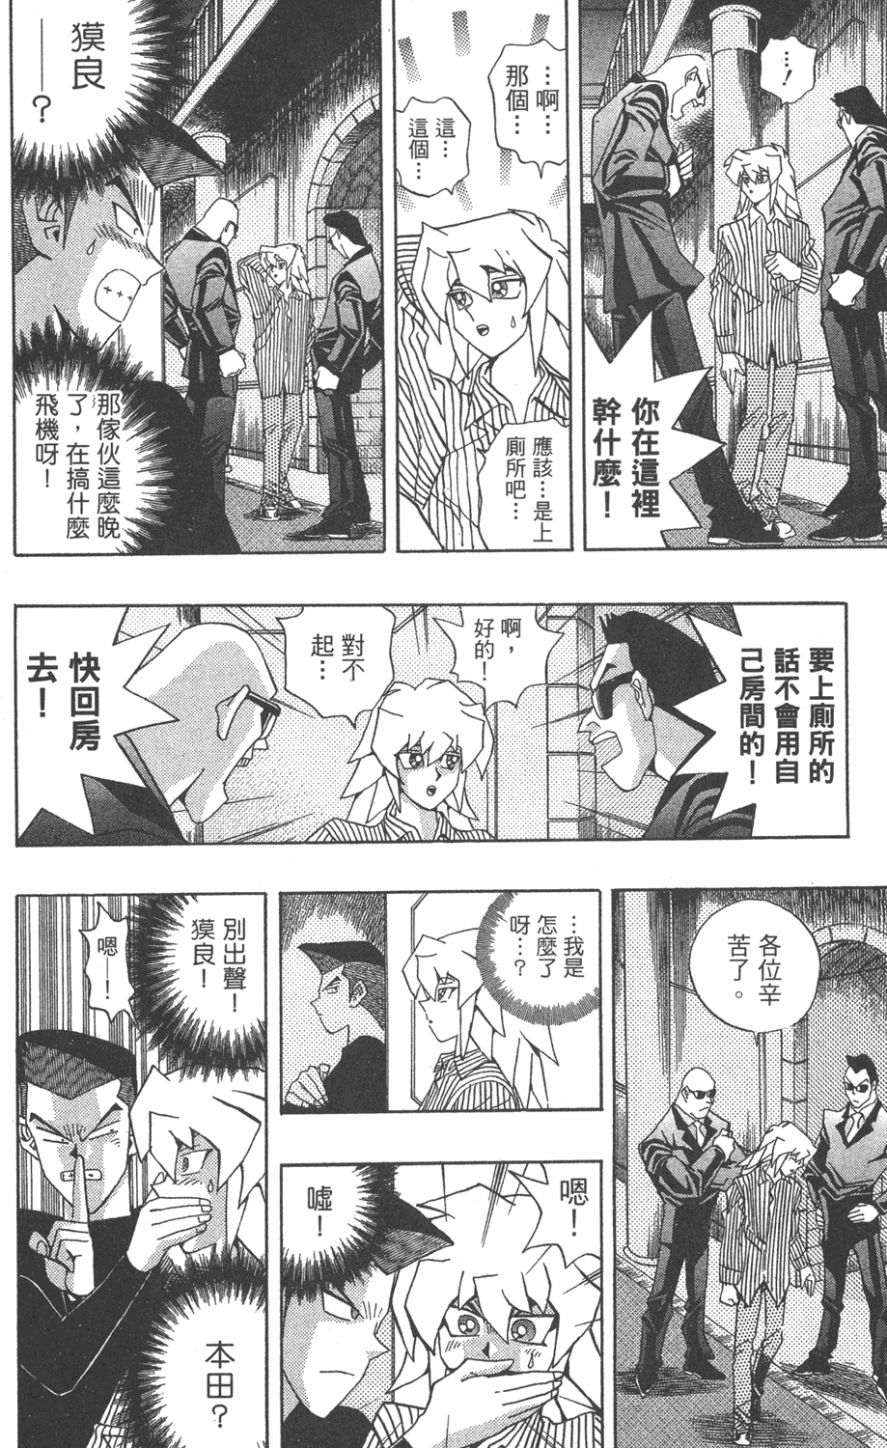 …！
你在這裡
幹什麼！
…啊…
那個…
這…
這個…
應該…是上
廁所吧…
獏良
——？
那傢伙這麼晚
了，在搞什麼
飛機呀！
要上廁所的
話不會用自
己房間的！
啊，
好的！
對不
起…
快回房
去！
各位辛
苦了。
…我是
怎麼了
呀…？
嗯！
噓！
別出聲！
獏良！
嗯—！
本田？